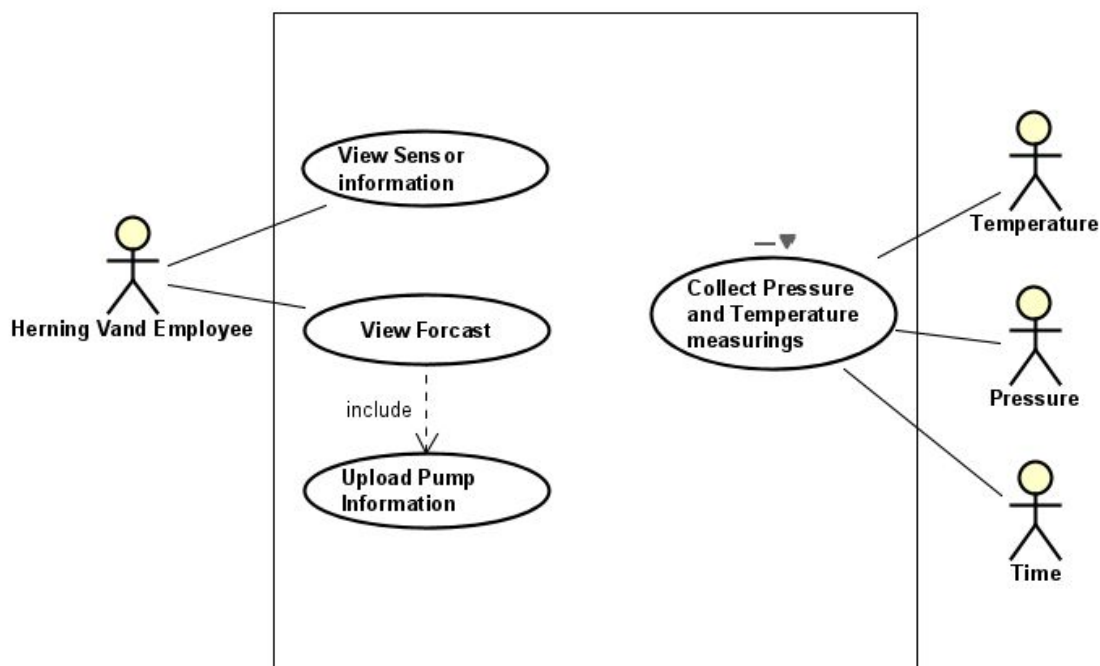 View Sensor
information
Herning Vand Employee
View Forcast
include
Upload Pump
Information
Collect Pressure
and Temperature
measurings
Temperature
Pressure
Time